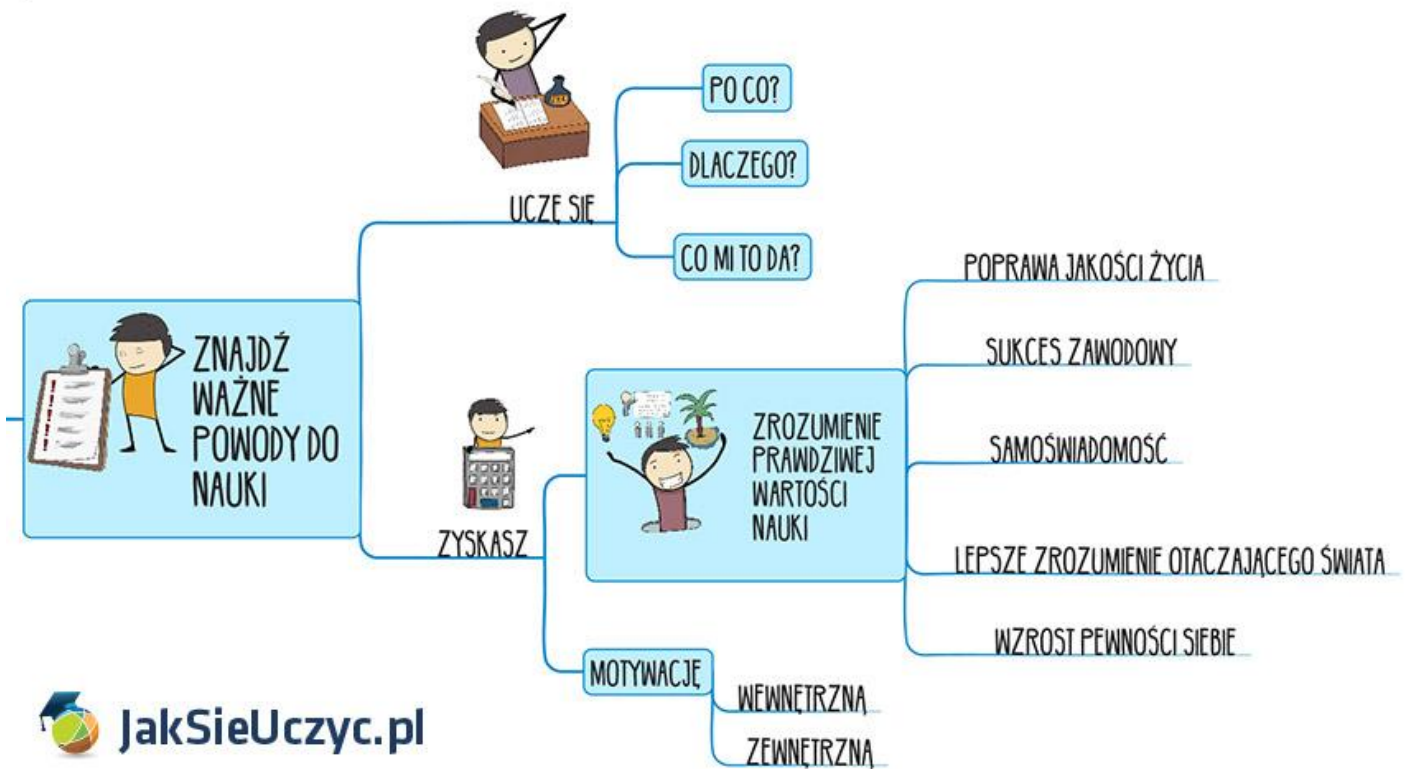 PO CO?
DLACZEGO?
UCZĘ SIĘ
CO MI TO DA?
ZNAJDŹ
WAŻNE
POWODY DO
NAUKI
POPRAWA JAKOŚCI ŻYCIA
SUKCES ZAWODOWY
ZYSKASZ
ZROZUMIENIE
PRAWDZIWEJ
WARTOŚCI
NAUKI
SAMOŚWIADOMOŚĆ
LEPSZE ZROZUMIENIE OTACZAJĄCEGO ŚWIATA
WZROST PEWNOŚCI SIEBIE
MOTYWACJĘ
WEWNĘTRZNĄ
ZEWNĘTRZNĄ
JakSieUczyc.pl